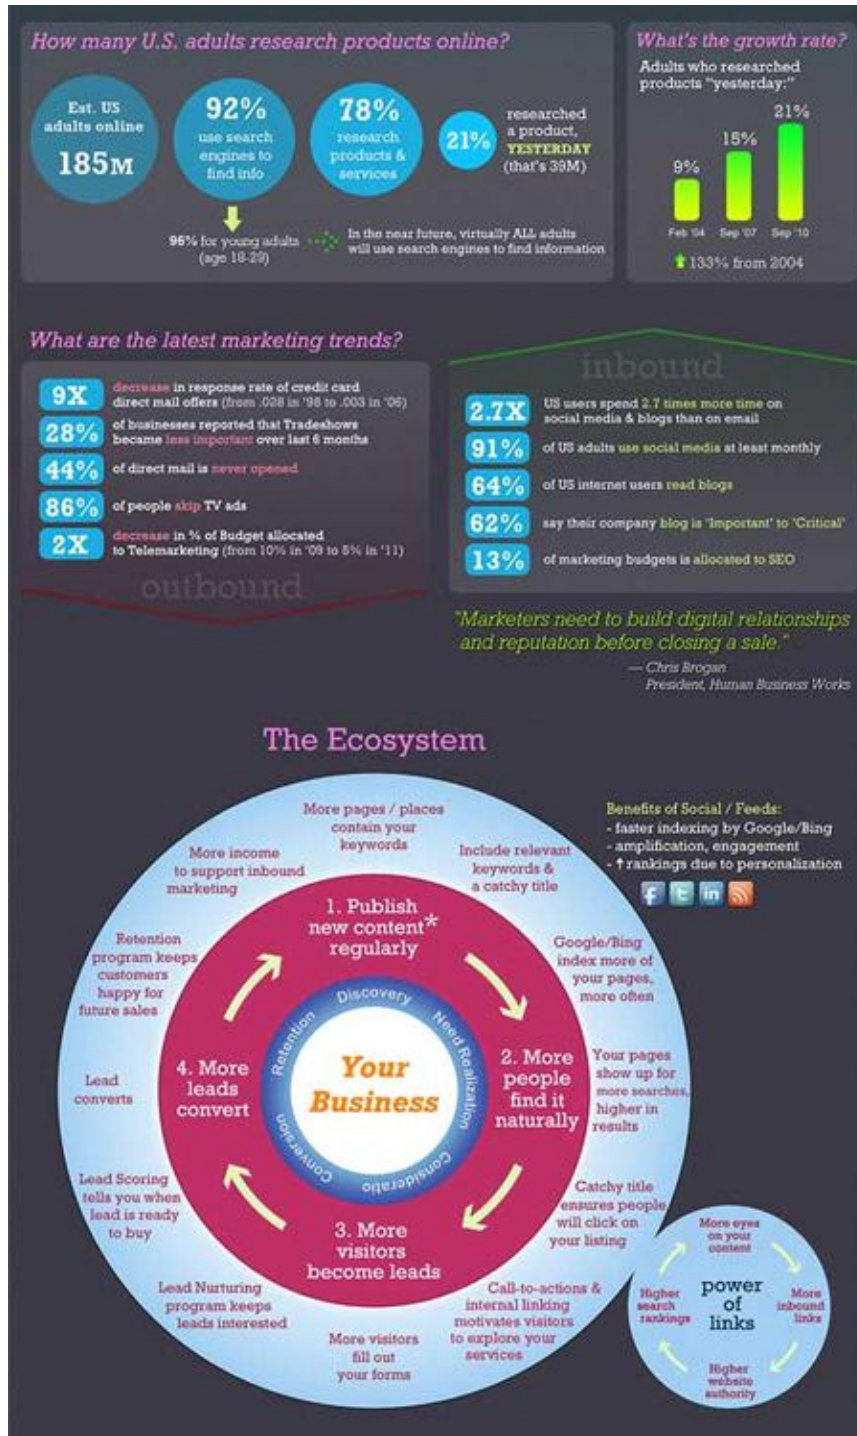 How many U.S. adults research products online?
Est. US
adults online
185M
92%
use search
engines to
find info
78%
research
products &
services
21%
researched
a product,
YESTERDAY
(that's 39M)
96% for young adults
(age 18-29)
In the near future, virtually ALL adults
will use search engines to find information
What's the growth rate?
Adults who researched
products "yesterday:"
9%
15%
21%
Feb '04
Sep '07
Sep '10
133% from 2004
What are the latest marketing trends?
9X
decrease in response rate of credit card
direct mail offers (from .028 in '98 to .003 in '06)
28%
of businesses reported that Tradeshows
became less important over last 6 months
44%
of direct mail is never opened
86%
of people skip TV ads
2X
decrease in % of Budget allocated
to Telemarketing (from 10% in '09 to 5% in '11)
outbound
inbound
2.7X
US users spend 2.7 times more time on
social media & blogs than on email
91%
of US adults use social media at least monthly
64%
of US internet users read blogs
62%
say their company blog is 'Important' to 'Critical'
13%
of marketing budgets is allocated to SEO
"Marketers need to build digital relationships
and reputation before closing a sale."
— Chris Brogan
President, Human Business Works
The Ecosystem
Benefits of Social / Feeds:
- faster indexing by Google/Bing
- amplification, engagement
- ↑rankings due to personalization
f
t
in
More pages / places
contain your
keywords
Include relevant
keywords &
a catchy title
Google/Bing
index more of
your pages,
more often
Your pages
show up for
more searches,
higher in
results
Catchy title
ensures people
will click on
your listing
Call-to-actions &
internal linking
motivates visitors
to explore your
services
More visitors
fill out
your forms
Lead Nurturing
program keeps
leads interested
Lead Scoring
tells you when
lead is ready
to buy
Lead
converts
Retention
program keeps
customers
happy for
future sales
More income
to support inbound
marketing
1. Publish
new content*
regularly
2. More
people
find it
naturally
3. More
visitors
become leads
4. More
leads
convert
Discovery
Need Realization
Consideratio
Conversion
Retention
Your
Business
More eyes
on your
content
More
inbound
links
Higher
website
authority
Higher
search
rankings
power
of
links